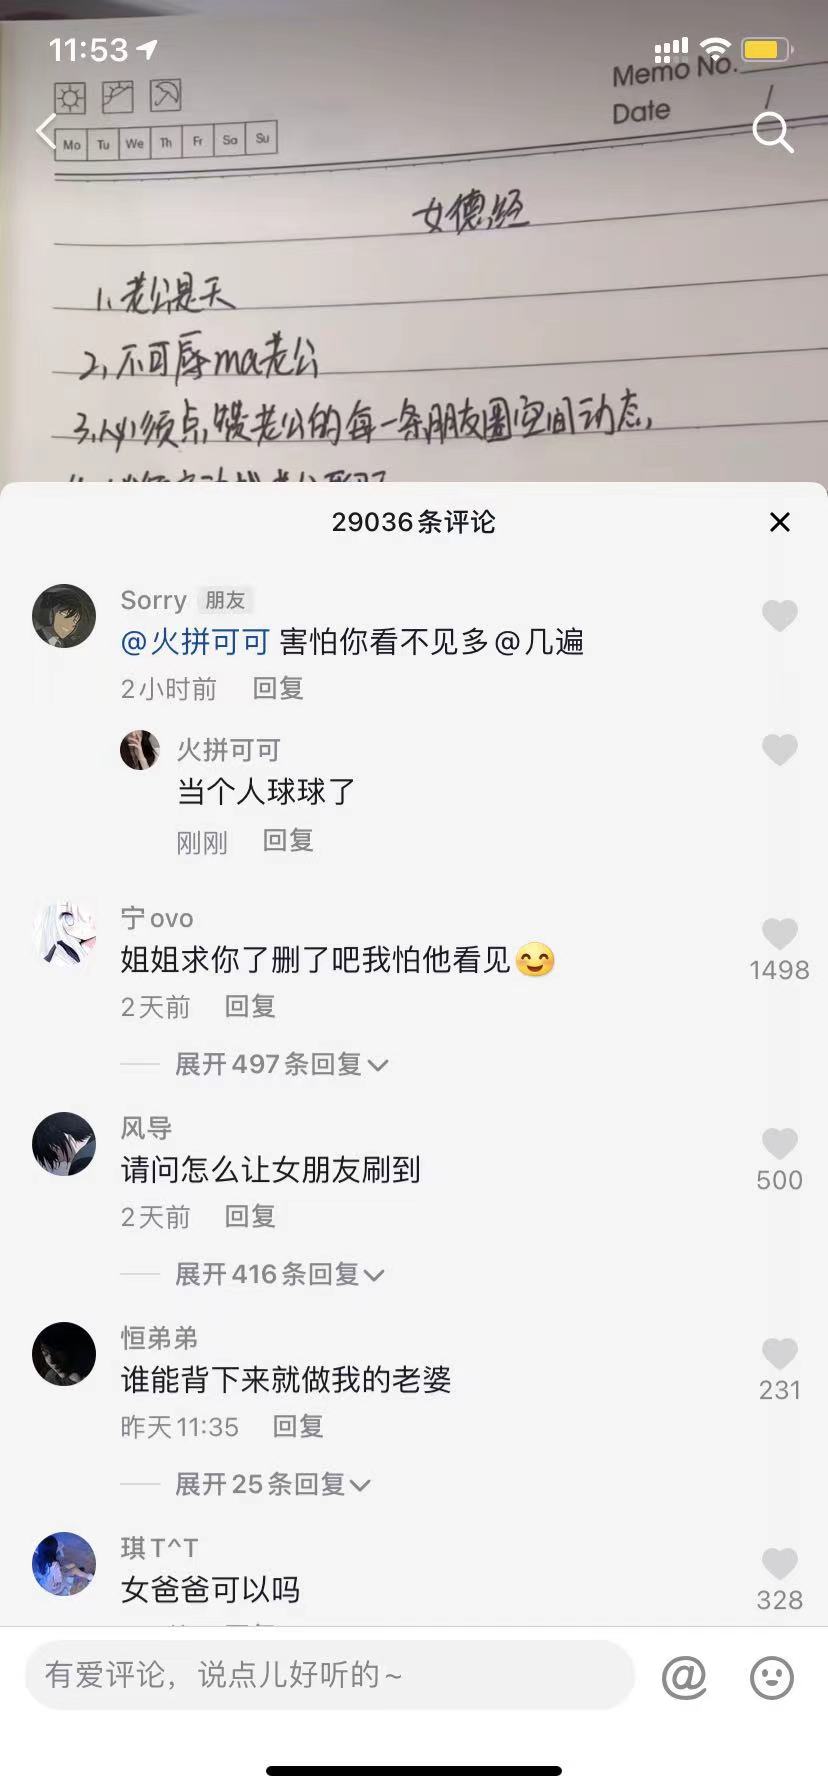 11:53
Memo No.
Date /
Mo Tu We Th Fr Sa Su
女德经
1、老公是天
2、不可辱ma老公
3、必须点赞老公的每一条朋友圈空间动态,
29036条评论
Sorry 朋友
@火拼可可 害怕你看不见多@几遍
2小时前 回复
火拼可可
当个人球球了
刚刚 回复
宁ovo
姐姐求你了删了吧我怕他看见😊
1498
2天前 回复
展开497条回复
风导
请问怎么让女朋友刷到
500
2天前 回复
展开416条回复
恒弟弟
谁能背下来就做我的老婆
231
昨天11:35 回复
展开25条回复
琪T^T
女爸爸可以吗
328
有爱评论，说点儿好听的~
@